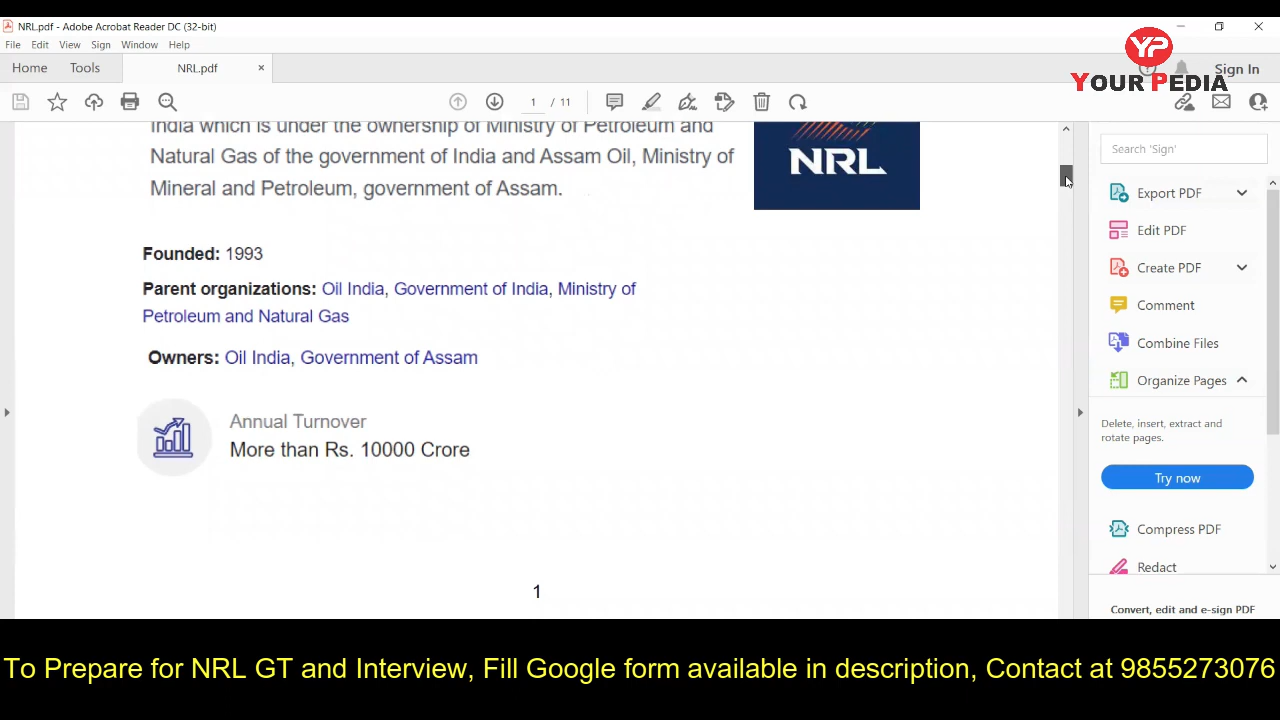 NRL.pdf - Adobe Acrobat Reader DC (32-bit)
File Edit View Sign Window Help
YP
YOUR PEDIA
Home Tools NRL.pdf × Sign In
1 / 11
India which is under the ownership of Ministry of Petroleum and
Natural Gas of the government of India and Assam Oil, Ministry of
Mineral and Petroleum, government of Assam.
NRL
Founded: 1993
Parent organizations: Oil India, Government of India, Ministry of
Petroleum and Natural Gas
Owners: Oil India, Government of Assam
Annual Turnover
More than Rs. 10000 Crore
1
Search 'Sign'
Export PDF
Edit PDF
Create PDF
Comment
Combine Files
Organize Pages
Delete, insert, extract and
rotate pages.
Try now
Compress PDF
Redact
Convert, edit and e-sign PDF
To Prepare for NRL GT and Interview, Fill Google form available in description, Contact at 9855273076